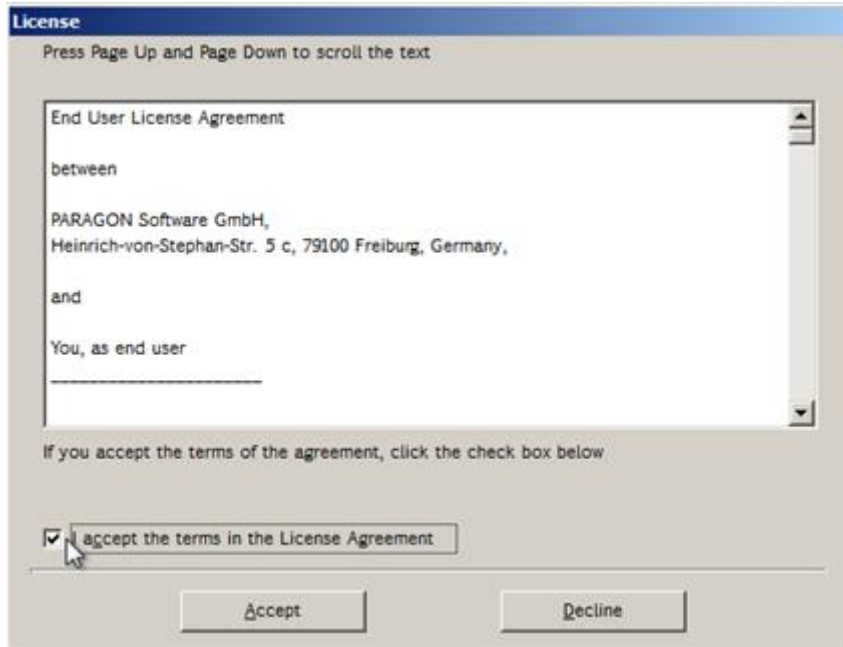 License
Press Page Up and Page Down to scroll the text
End User License Agreement
between
PARAGON Software GmbH,
Heinrich-von-Stephan-Str. 5 c, 79100 Freiburg, Germany,
and
You, as end user
______________________
If you accept the terms of the agreement, click the check box below
I accept the terms in the License Agreement
Accept
Decline